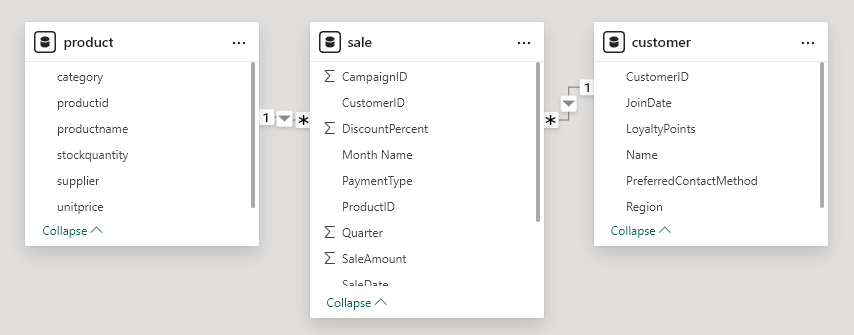 product
category
productid
productname
stockquantity
supplier
unitprice
Collapse
1
*
sale
CampaignID
CustomerID
DiscountPercent
Month Name
PaymentType
ProductID
Quarter
SaleAmount
SaleDate
Collapse
*
1
customer
CustomerID
JoinDate
LoyaltyPoints
Name
PreferredContactMethod
Region
Collapse